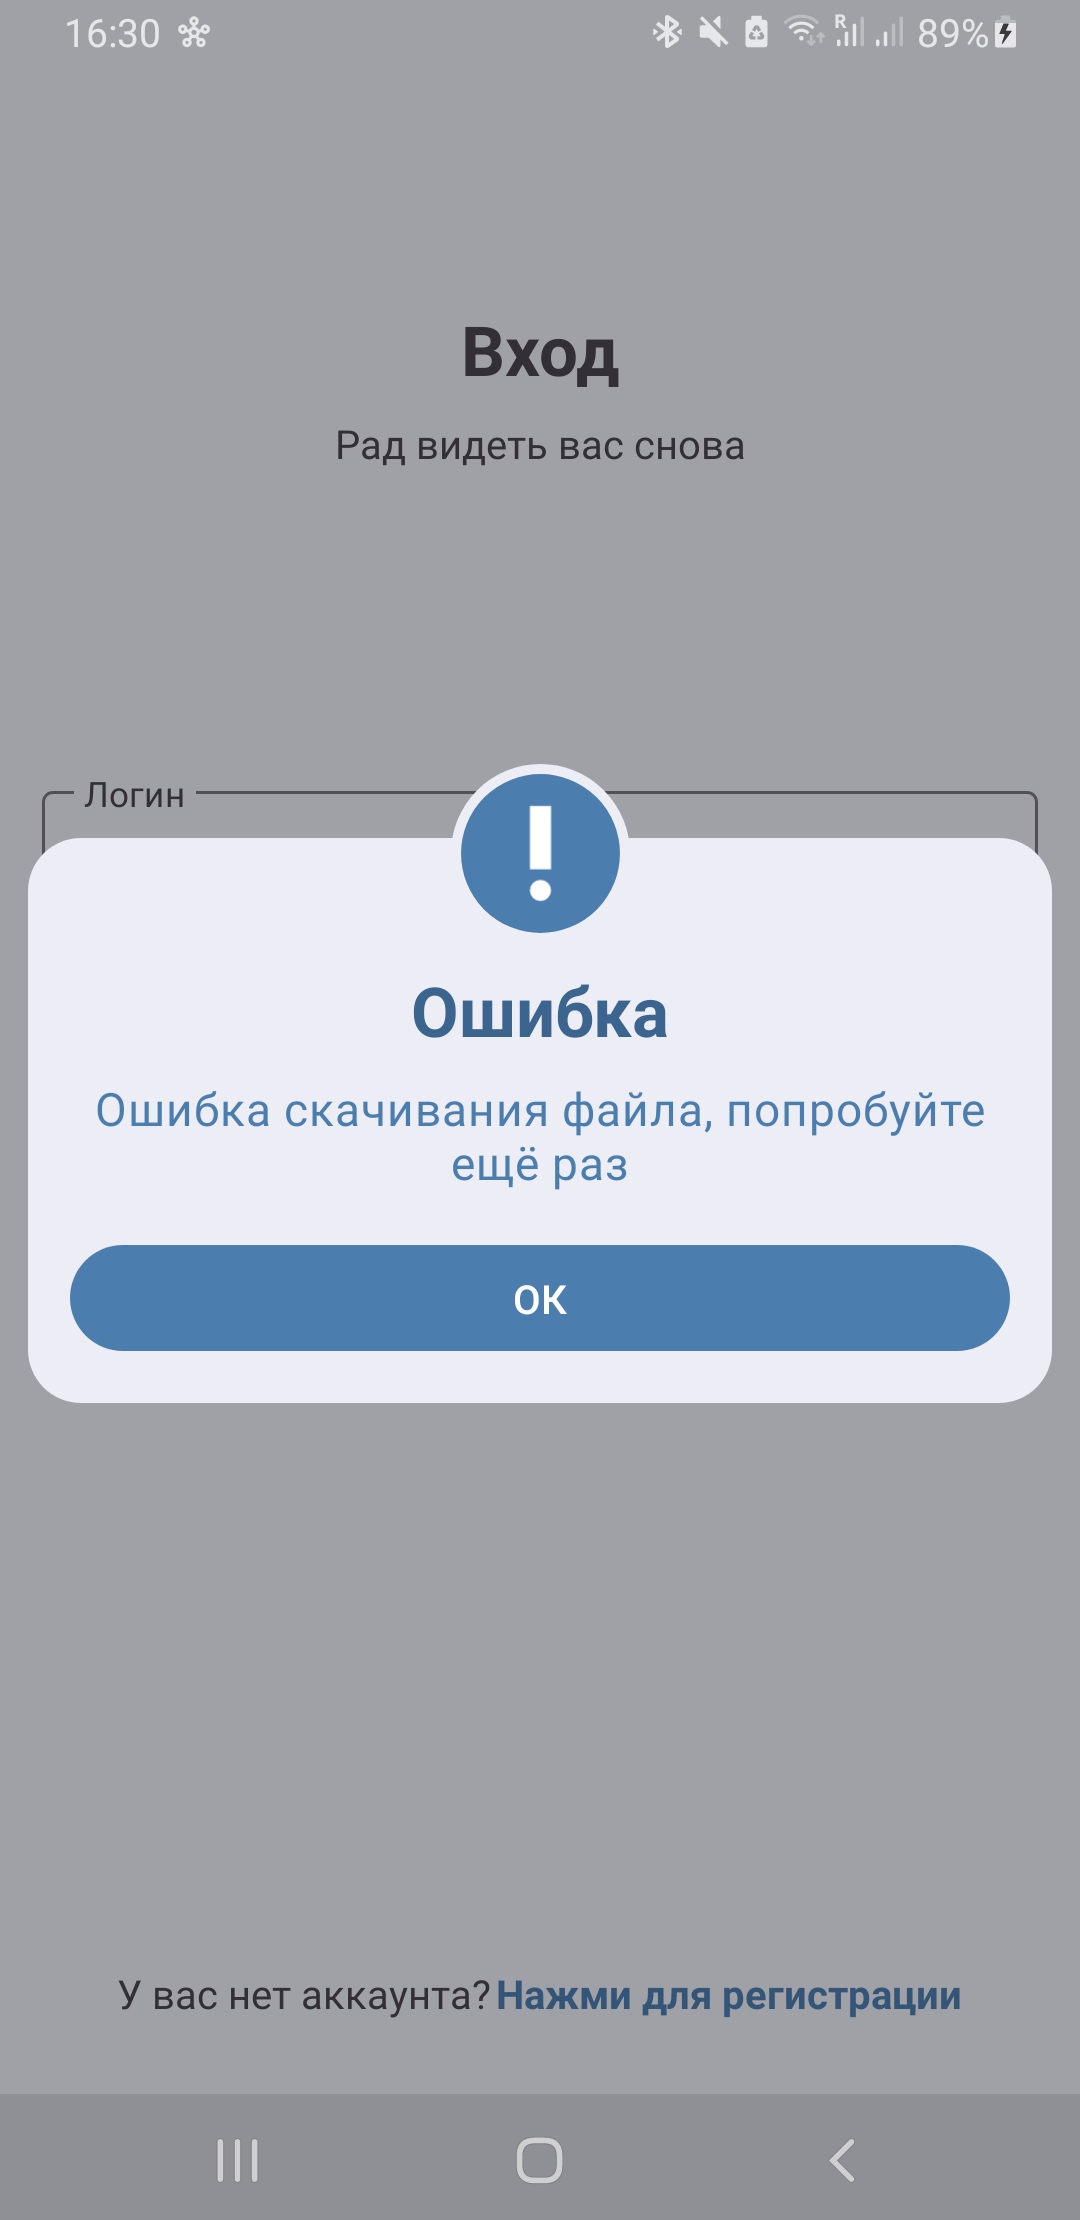 16:30
R 89%
Вход
Рад видеть вас снова
Логин
Ошибка
Ошибка скачивания файла, попробуйте
ещё раз
ОК
У вас нет аккаунта? Нажми для регистрации